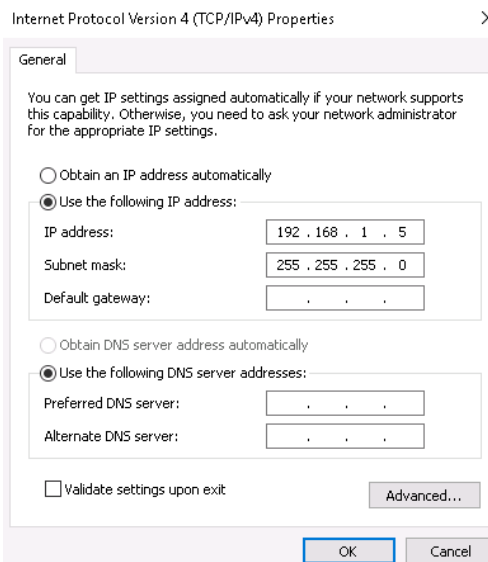 Internet Protocol Version 4 (TCP/IPv4) Properties
General
You can get IP settings assigned automatically if your network supports
this capability. Otherwise, you need to ask your network administrator
for the appropriate IP settings.
Obtain an IP address automatically
Use the following IP address:
IP address: 192 . 168 . 1 . 5
Subnet mask: 255 . 255 . 255 . 0
Default gateway: . . .
Obtain DNS server address automatically
Use the following DNS server addresses:
Preferred DNS server: . . .
Alternate DNS server: . . .
Validate settings upon exit
Advanced...
OK Cancel